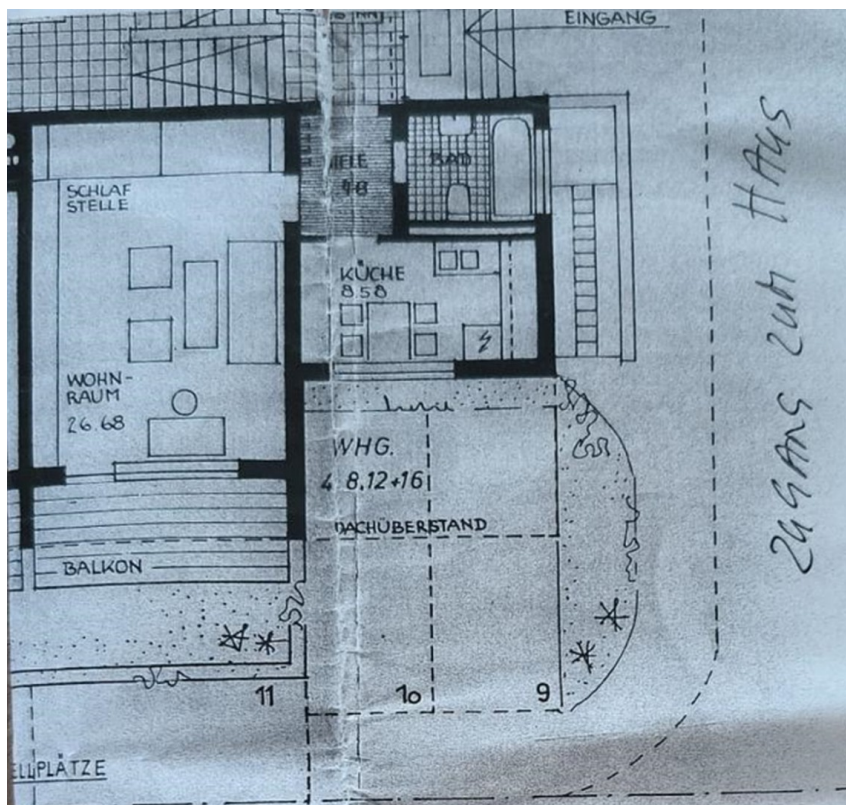 EINGANG
BAD
SCHLAF
STELLE
KÜCHE
8.58
WOHN-
RAUM
26.68
WHG.
4 8.12+16
DACHÜBERSTAND
BALKON
11
10
9
ZUGANG ZUM HAUS